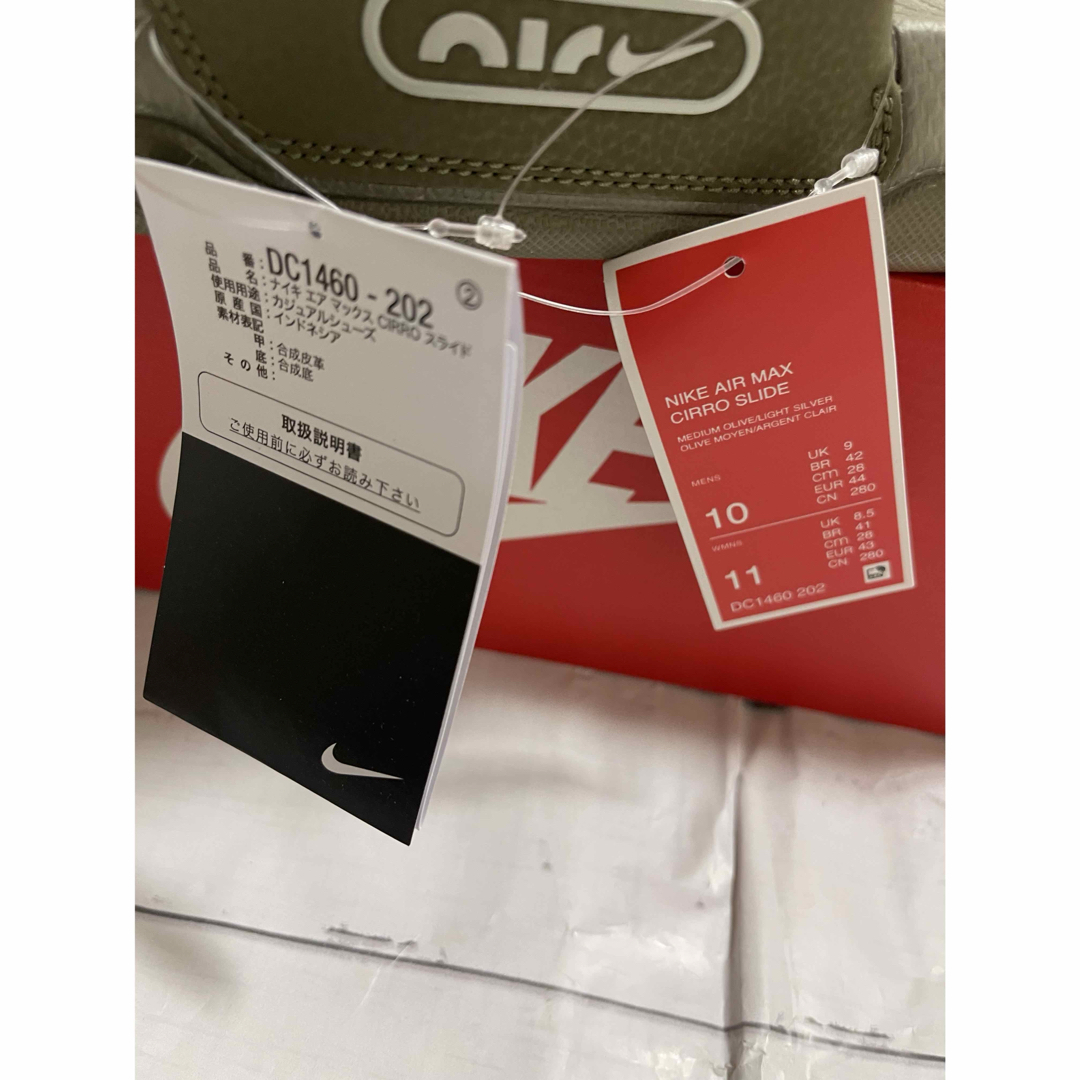 air
品番:DC1460-202 ②
品名:ナイキ エア マックス CIRRO スライド
使用用途:カジュアルシューズ
原産国:インドネシア
素材表記
甲:合成皮革
底:合成底
その他:
取扱説明書
ご使用前に必ずお読み下さい
NIKE AIR MAX
CIRRO SLIDE
MEDIUM OLIVE/LIGHT SILVER
OLIVE MOYEN/ARGENT CLAIR
MENS
10
UK 9
BR 42
cm 28
EUR 44
CN 280
WMNS
11
UK 8.5
BR 41
cm 28
EUR 43
CN 280
DC1460 202